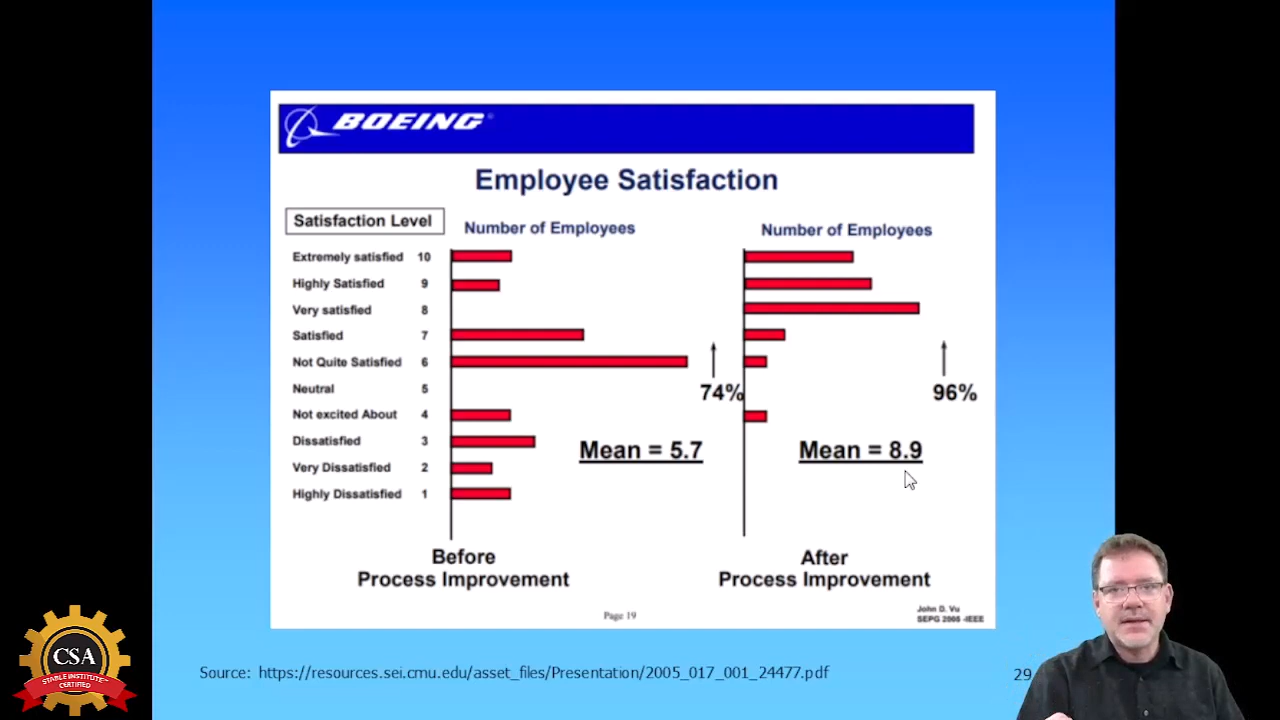 BOEING
Employee Satisfaction
Satisfaction Level
Number of Employees
Number of Employees
Extremely satisfied 10
Highly Satisfied 9
Very satisfied 8
Satisfied 7
Not Quite Satisfied 6
Neutral 5
Not excited About 4
Dissatisfied 3
Very Dissatisfied 2
Highly Dissatisfied 1
74%
96%
Mean = 5.7
Mean = 8.9
Before
Process Improvement
After
Process Improvement
Page 19
John D. Vu
SEPG 2005 -IEEE
CSA
STABLE INSTITUTE™
CERTIFIED
Source: https://resources.sei.cmu.edu/asset_files/Presentation/2005_017_001_24477.pdf
29